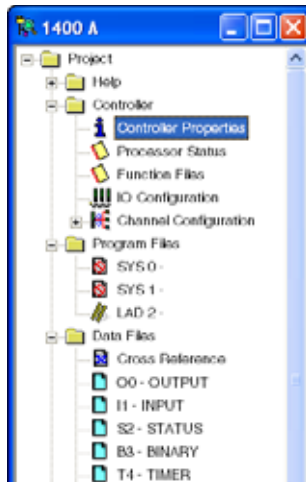 1400 A
Project
Help
Controller
Controller Properties
Processor Status
Function Files
IO Configuration
Channel Configuration
Program Files
SYS 0 -
SYS 1 -
LAD 2 -
Data Files
Cross Reference
O0 - OUTPUT
I1 - INPUT
S2 - STATUS
B3 - BINARY
T4 - TIMER